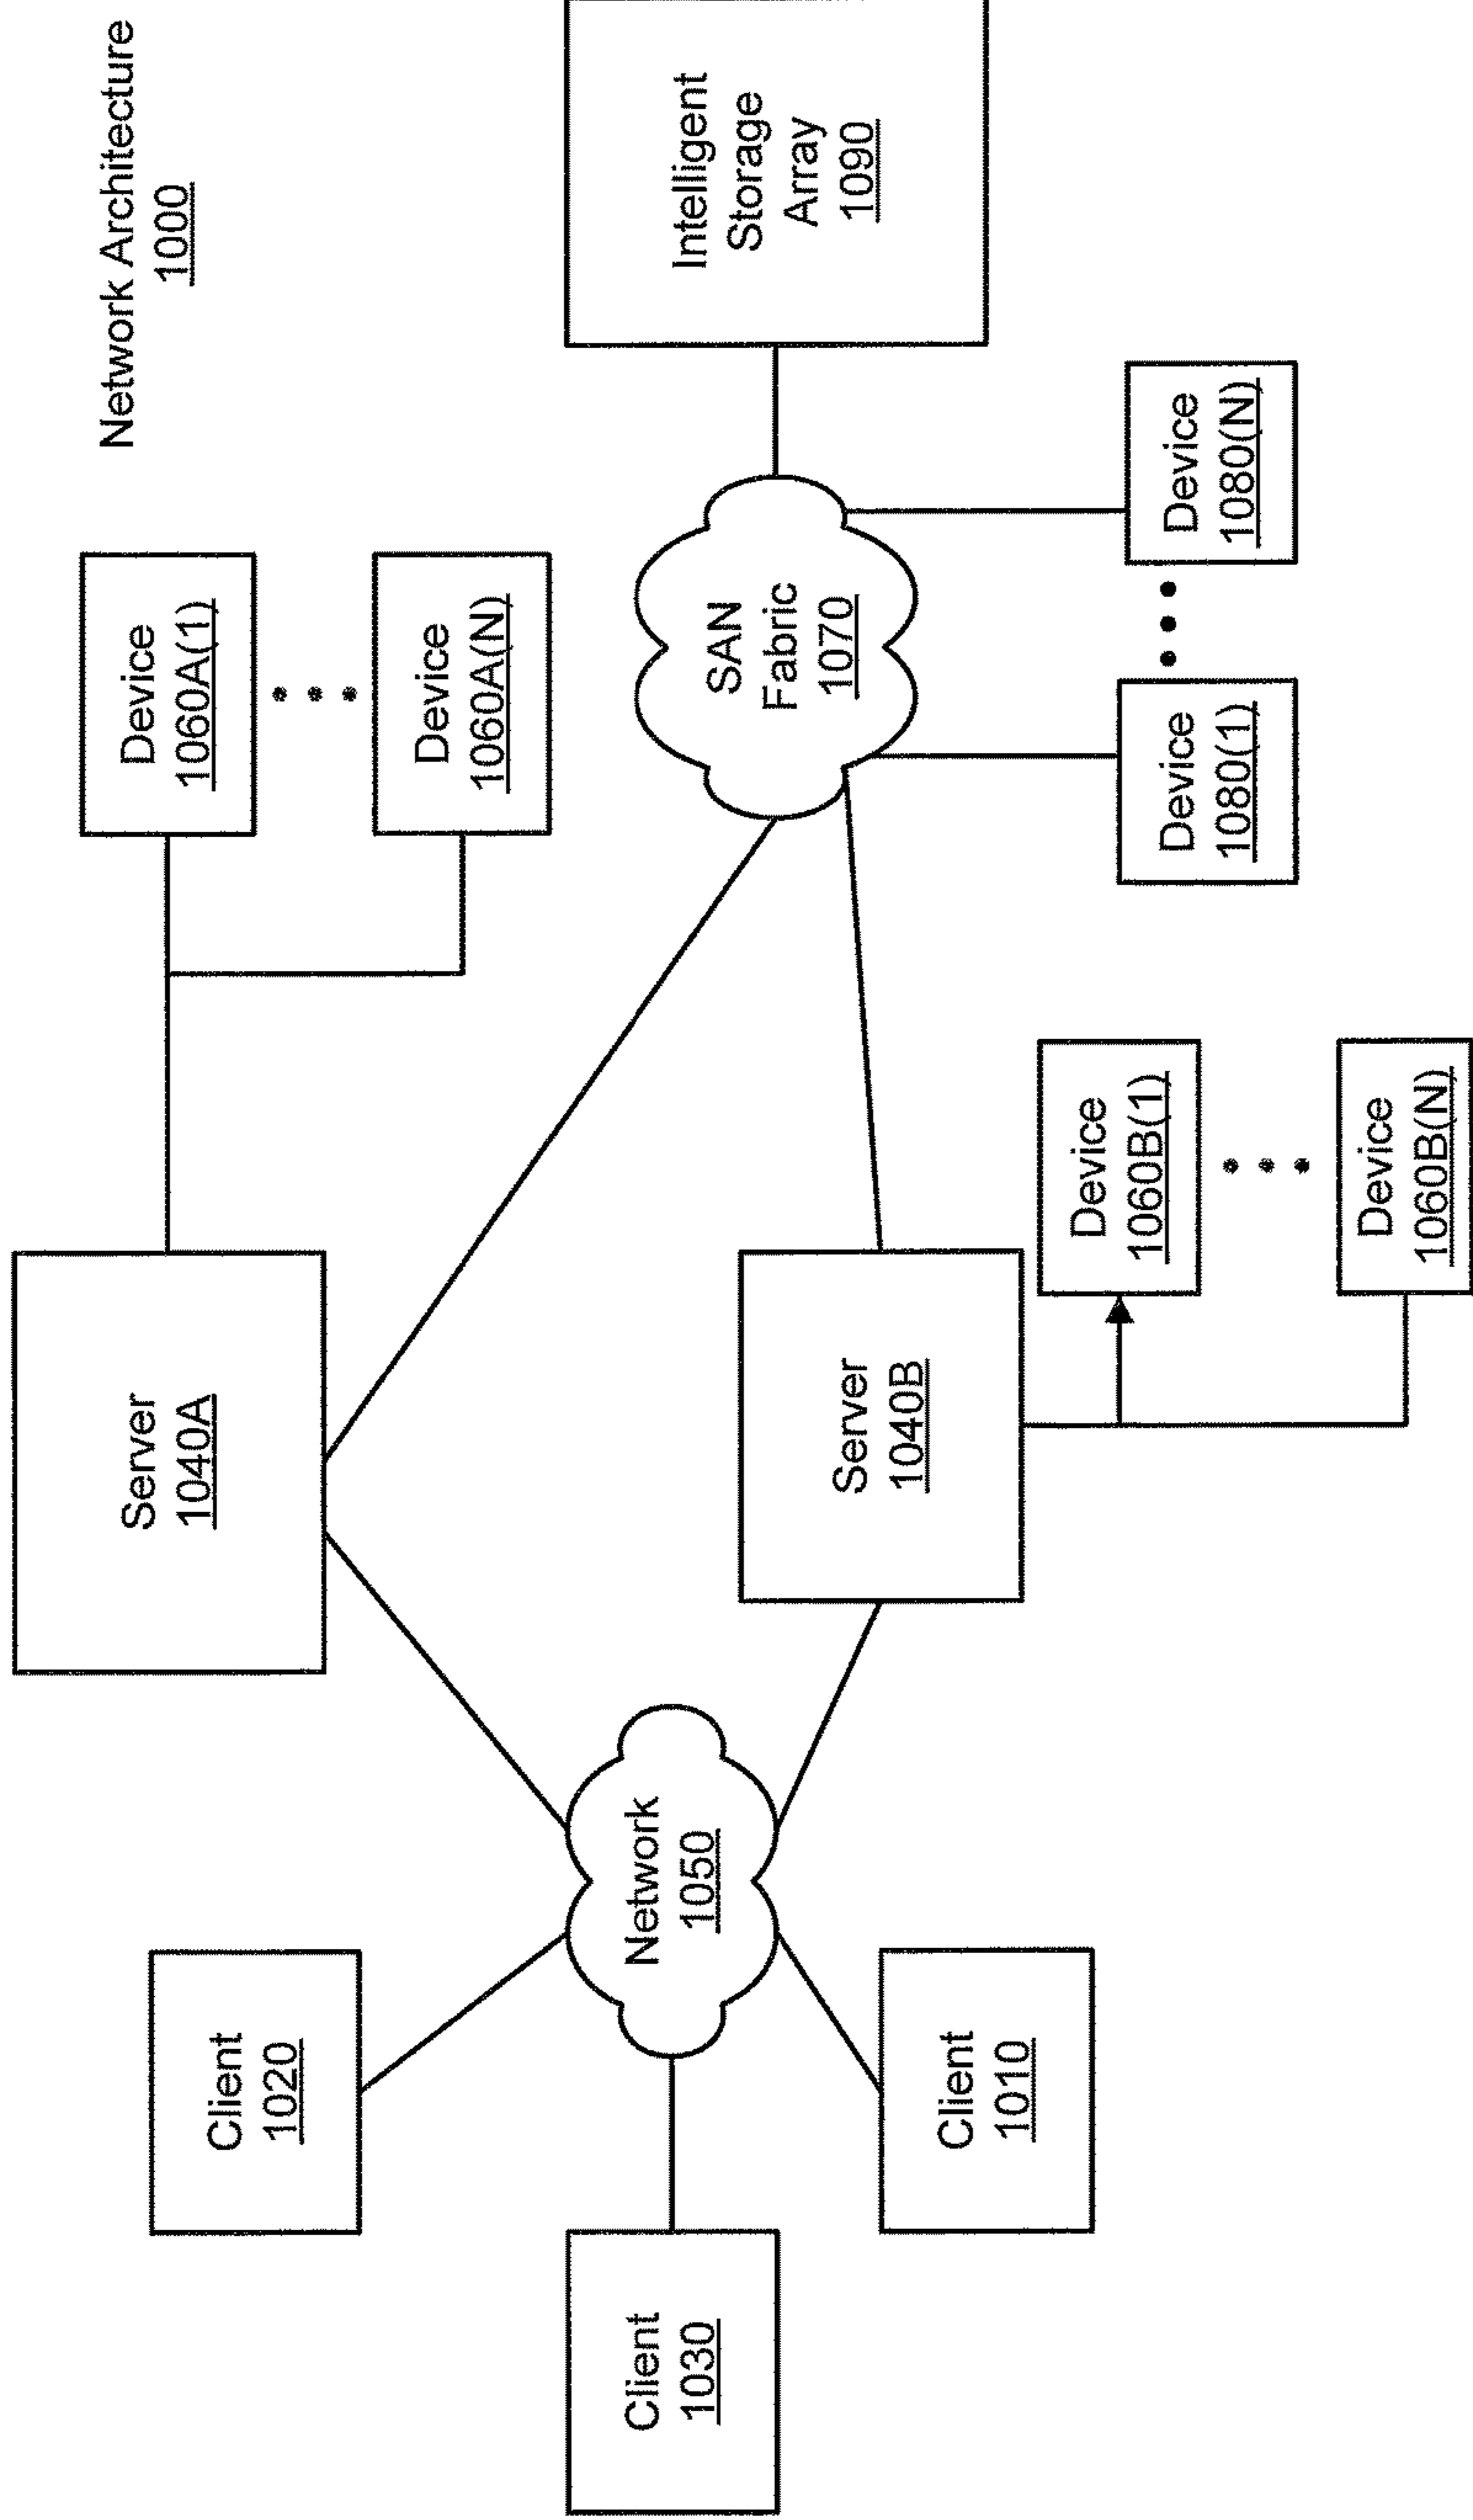 Network Architecture
1000
Client
1020
Client
1030
Client
1010
Network
1050
Server
1040A
Server
1040B
Device
1060A(1)
Device
1060A(N)
Device
1060B(1)
Device
1060B(N)
SAN
Fabric
1070
Device
1080(1)
Device
1080(N)
Intelligent
Storage
Array
1090